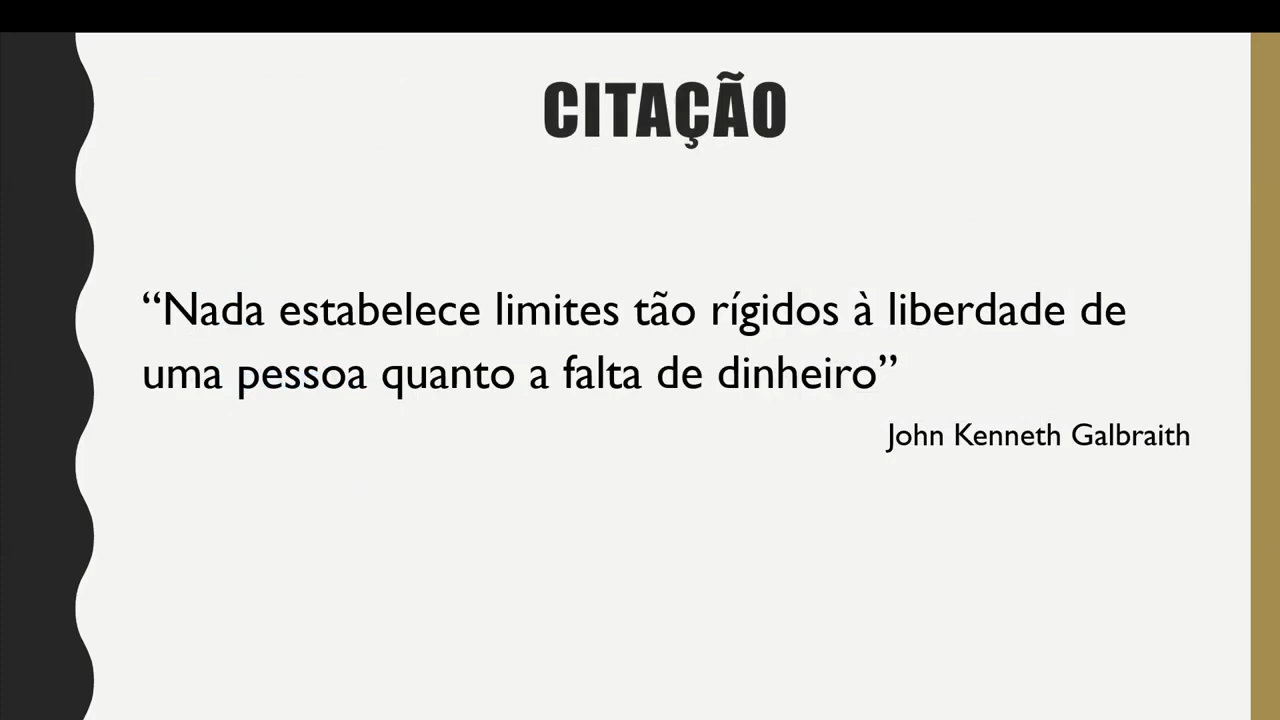 CITAÇÃO
“Nada estabelece limites tão rígidos à liberdade de
uma pessoa quanto a falta de dinheiro”
John Kenneth Galbraith